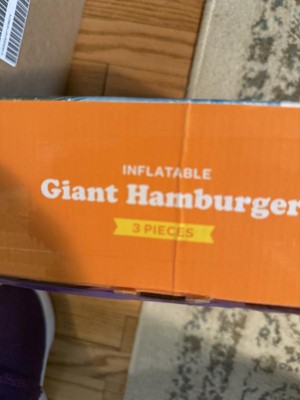 INFLATABLE
Giant Hamburger
3 PIECES